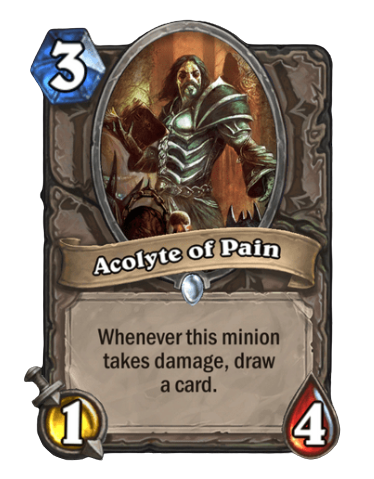 3
Acolyte of Pain
Whenever this minion
takes damage, draw
a card.
1
4